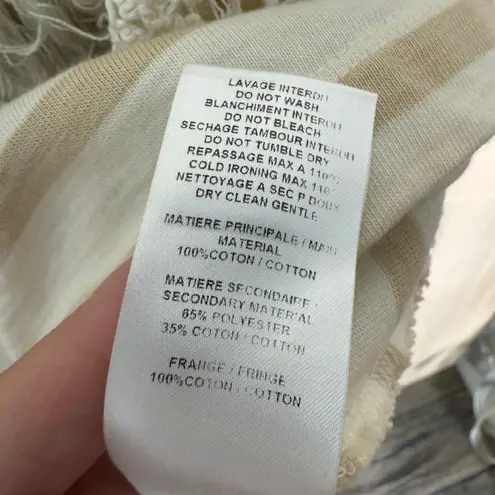 LAVAGE INTERDIT
DO NOT WASH
BLANCHIMENT INTERDIT
DO NOT BLEACH
SECHAGE TAMBOUR INTERDIT
DO NOT TUMBLE DRY
REPASSAGE MAX A 110°C
COLD IRONING MAX 110°
NETTOYAGE A SEC P DOUX
DRY CLEAN GENTLE
MATIERE PRINCIPALE / MAIN
MATERIAL
100%COTON / COTTON
MATIERE SECONDAIRE /
SECONDARY MATERIAL
65% POLYESTER
35% COTON / COTTON
FRANGE / FRINGE
100%COTON / COTTON